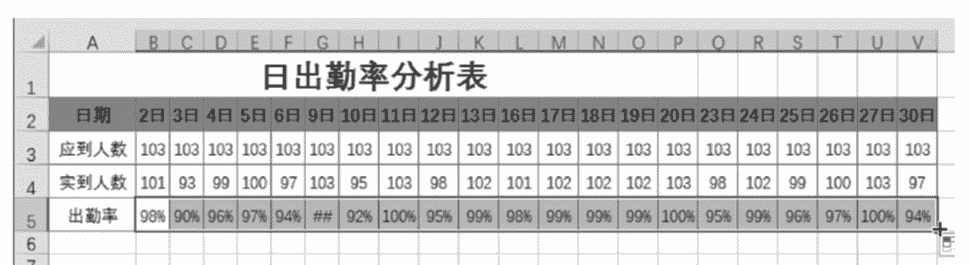 A B C D E F G H I J K L M N O P Q R S T U V
1 日出勤率分析表
2 日期 2日 3日 4日 5日 6日 9日 10日 11日 12日 13日 16日 17日 18日 19日 20日 23日 24日 25日 26日 27日 30日
3 应到人数 103 103 103 103 103 103 103 103 103 103 103 103 103 103 103 103 103 103 103 103 103
4 实到人数 101 93 99 100 97 103 95 103 98 102 101 102 102 102 103 98 102 99 100 103 97
5 出勤率 98% 90% 96% 97% 94% ## 92% 100% 95% 99% 98% 99% 99% 99% 100% 95% 99% 96% 97% 100% 94%
6
7